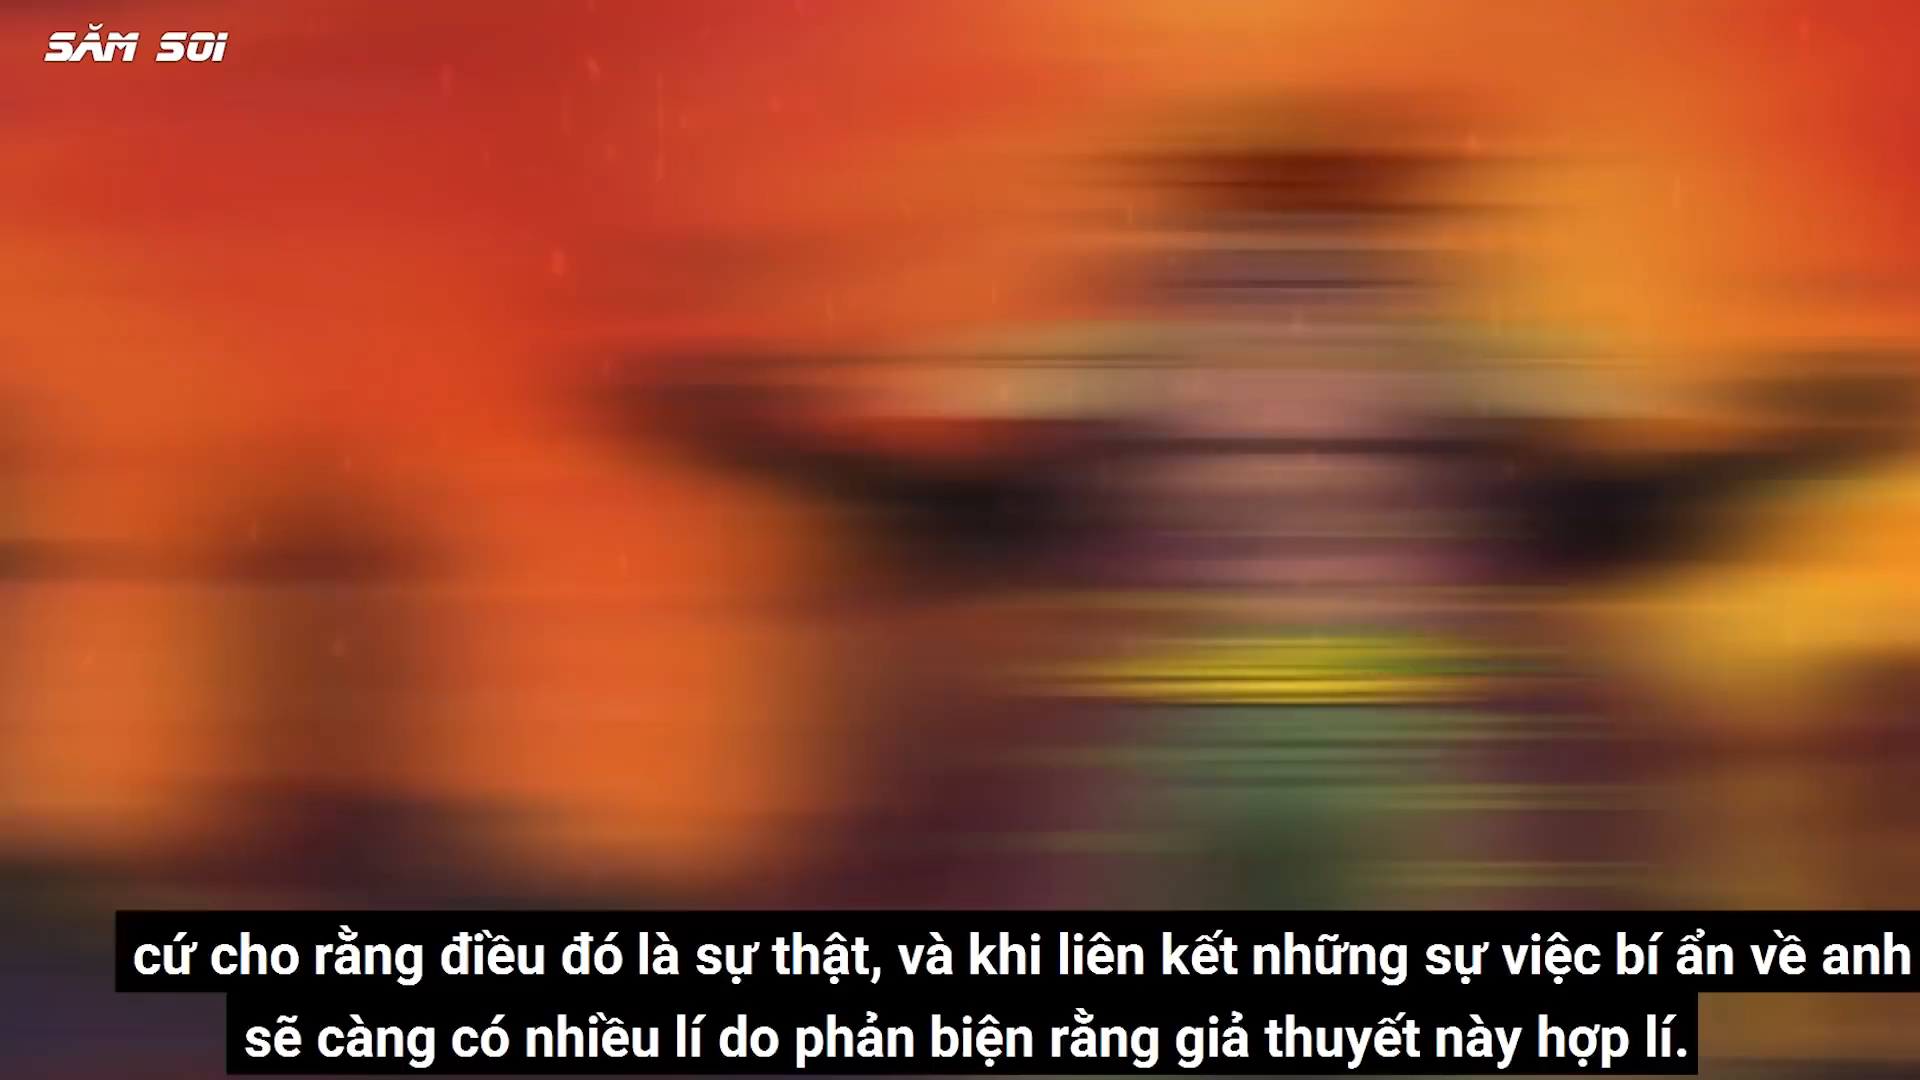 SĂM SOI
cứ cho rằng điều đó là sự thật, và khi liên kết những sự việc bí ẩn về anh
sẽ càng có nhiều lí do phản biện rằng giả thuyết này hợp lí.